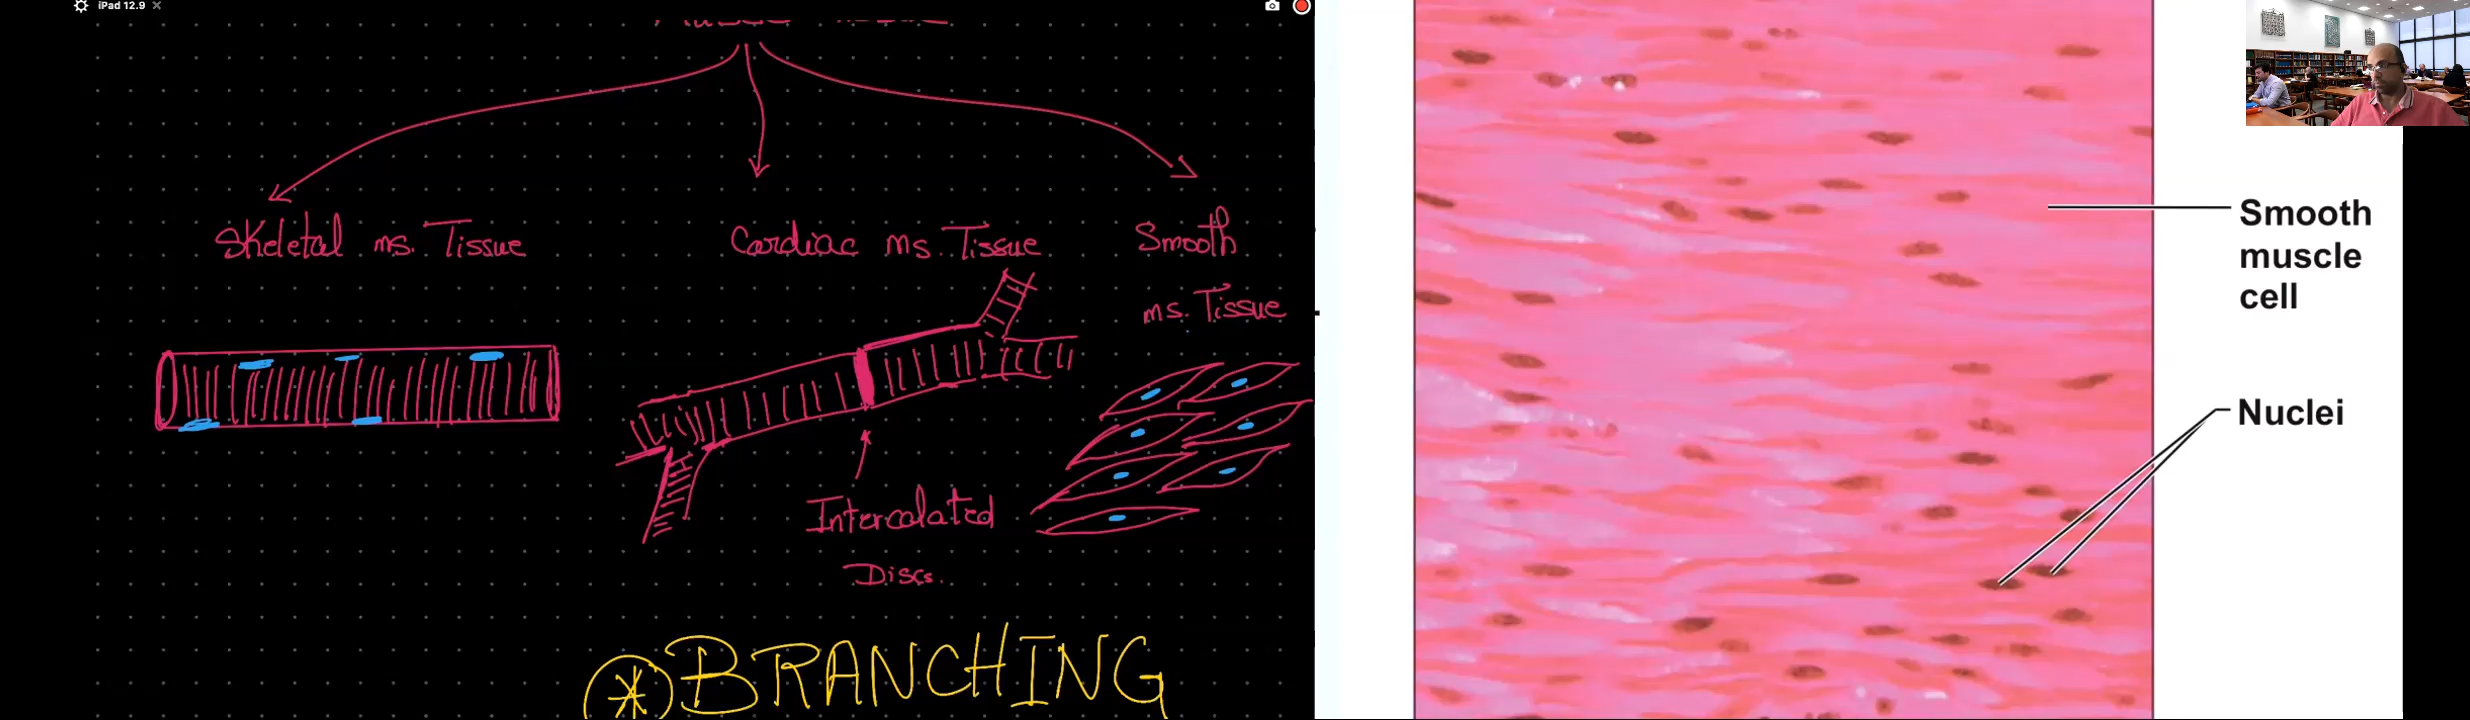 iPad 12.9
Skeletal ms. Tissue
Cardiac ms. Tissue
Smooth
ms. Tissue
Intercalated
Discs.
* BRANCHING
Smooth
muscle
cell
Nuclei